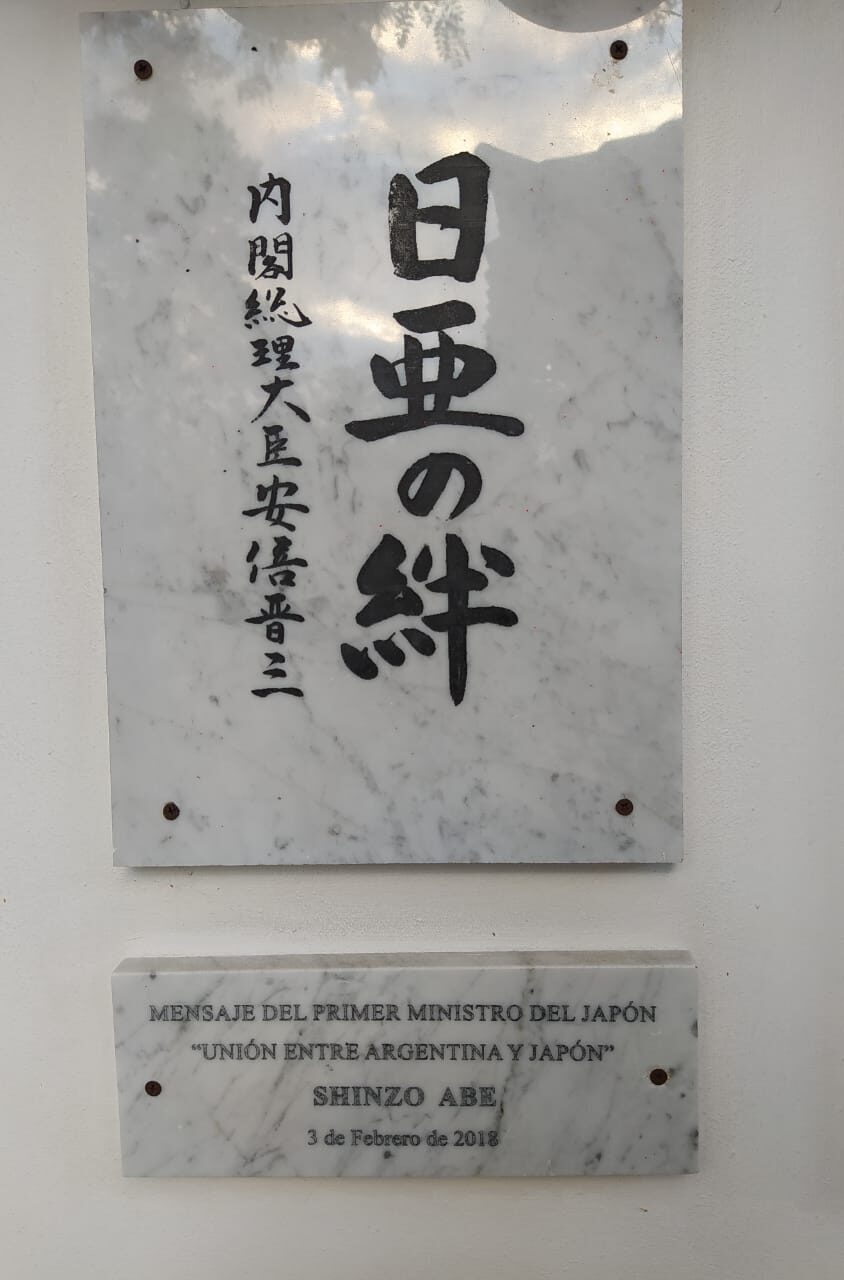 日亜の絆
内閣総理大臣安倍晋三
MENSAJE DEL PRIMER MINISTRO DEL JAPÓN
“UNIÓN ENTRE ARGENTINA Y JAPÓN”
SHINZO ABE
3 de Febrero de 2018